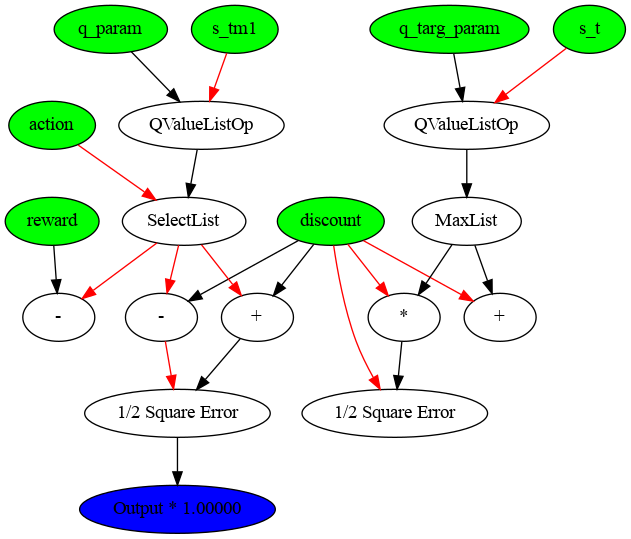 q_param s_tm1 q_targ_param s_t
action QValueListOp QValueListOp
reward SelectList discount MaxList
- - + * +
1/2 Square Error 1/2 Square Error
Output * 1.00000